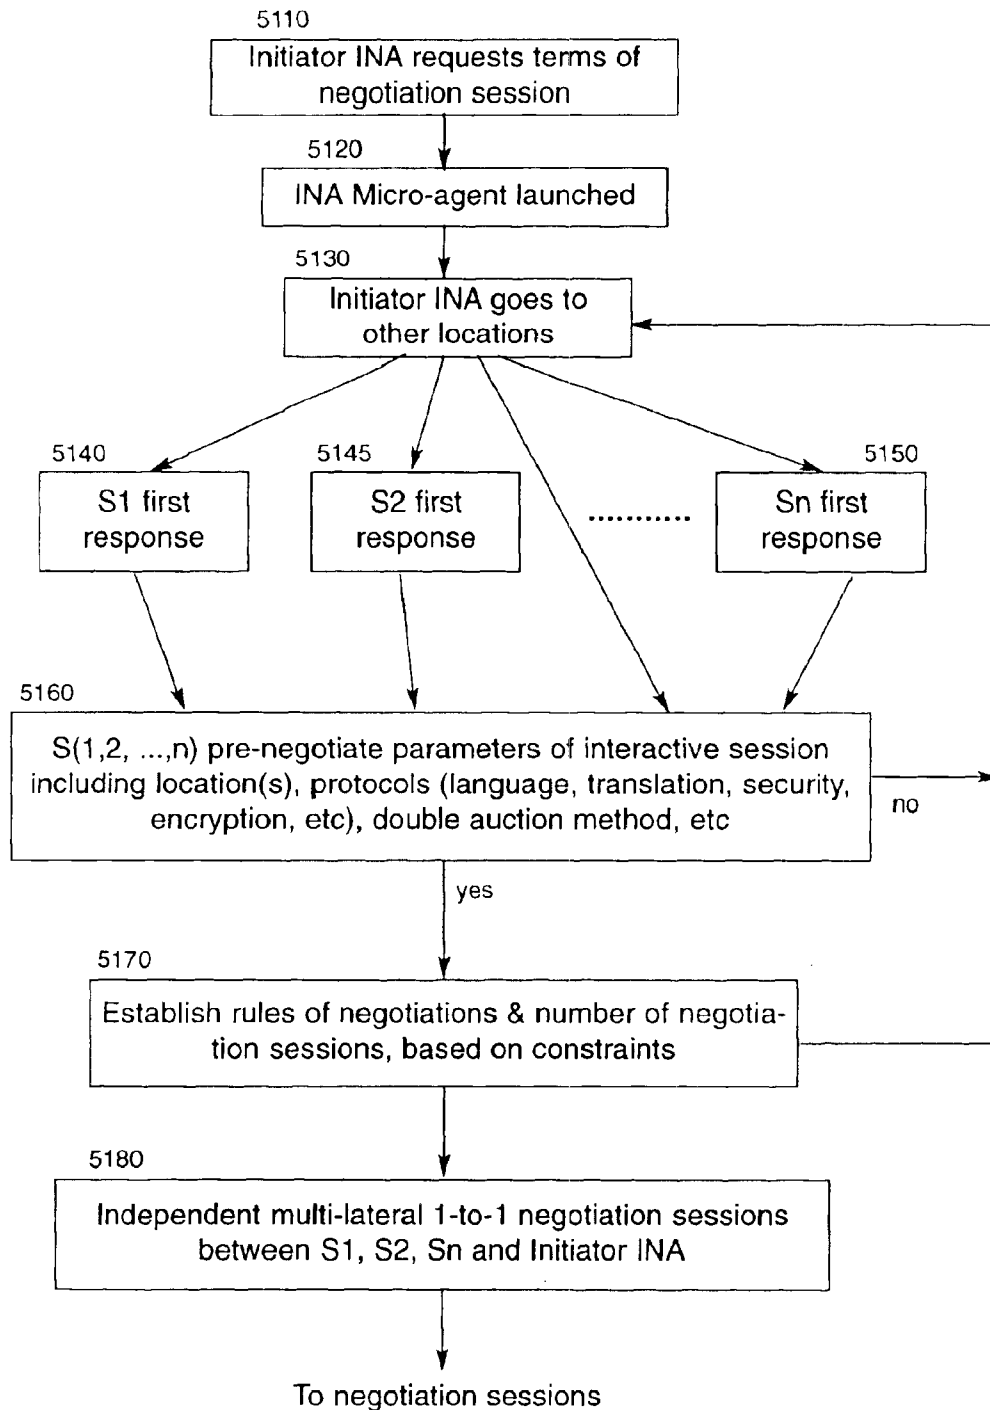 5110
Initiator INA requests terms of
negotiation session
5120
INA Micro-agent launched
5130
Initiator INA goes to
other locations
5140
S1 first
response
5145
S2 first
response
5150
Sn first
response
5160
S(1,2, ...,n) pre-negotiate parameters of interactive session
including location(s), protocols (language, translation, security,
encryption, etc), double auction method, etc
no
yes
5170
Establish rules of negotiations & number of negotia-
tion sessions, based on constraints
5180
Independent multi-lateral 1-to-1 negotiation sessions
between S1, S2, Sn and Initiator INA
To negotiation sessions